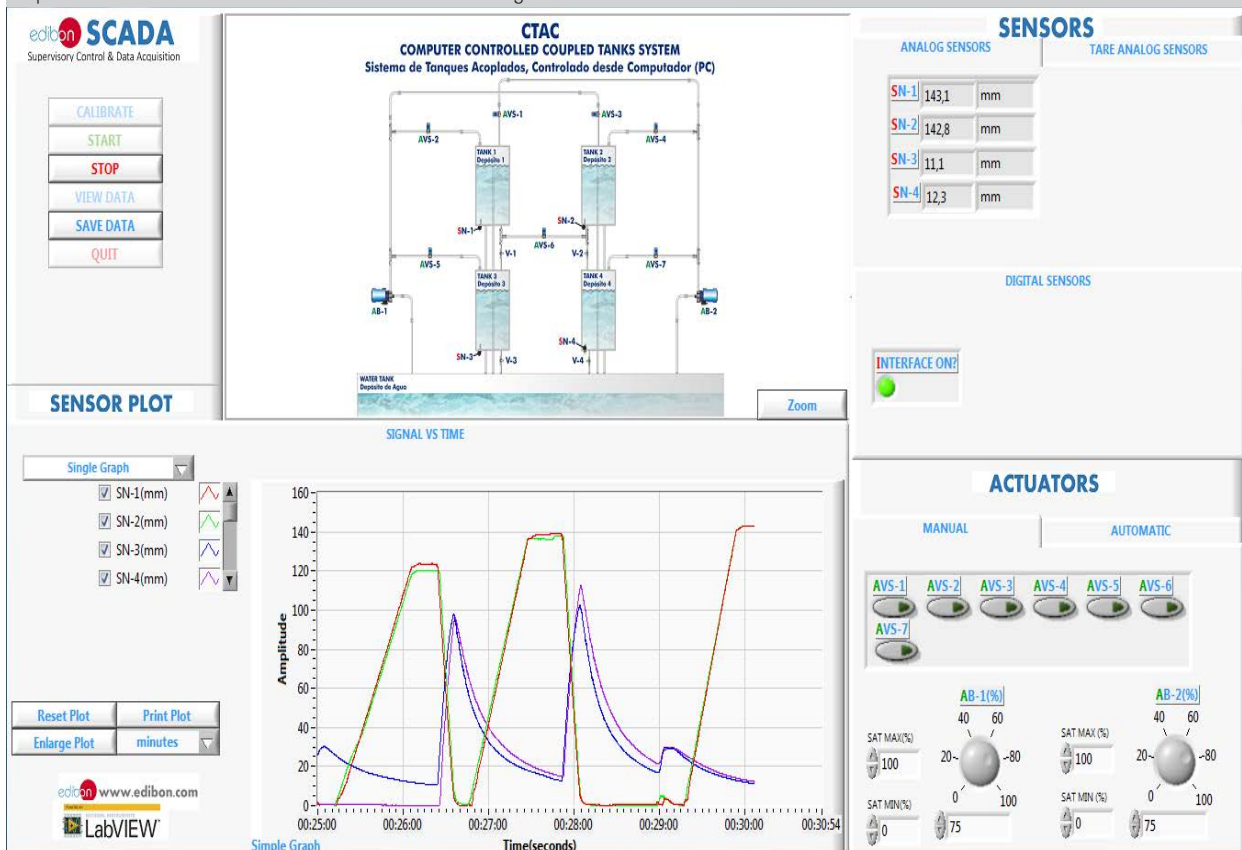 edibon SCADA
Supervisory Control & Data Acquisition
CALIBRATE
START
STOP
VIEW DATA
SAVE DATA
QUIT
CTAC
COMPUTER CONTROLLED COUPLED TANKS SYSTEM
Sistema de Tanques Acoplados, Controlado desde Computador (PC)
AVS-1
AVS-3
AVS-2
AVS-4
TANK 1
Depósito 1
TANK 2
Depósito 2
SN-1
SN-2
AVS-6
V-1
V-2
AVS-5
AVS-7
TANK 3
Depósito 3
TANK 4
Depósito 4
AB-1
AB-2
SN-3
V-3
SN-4
V-4
WATER TANK
Depósito de Agua
Zoom
SENSORS
ANALOG SENSORS
TARE ANALOG SENSORS
SN-1 143,1 mm
SN-2 142,8 mm
SN-3 11,1 mm
SN-4 12,3 mm
DIGITAL SENSORS
INTERFACE ON?
SENSOR PLOT
Single Graph
SN-1(mm)
SN-2(mm)
SN-3(mm)
SN-4(mm)
Reset Plot
Print Plot
Enlarge Plot
minutes
edibon www.edibon.com
LabVIEW
SIGNAL VS TIME
Amplitude
160
140
120
100
80
60
40
20
0
00:25:00 00:26:00 00:27:00 00:28:00 00:29:00 00:30:00 00:30:54
Time(seconds)
Simple Graph
ACTUATORS
MANUAL
AUTOMATIC
AVS-1 AVS-2 AVS-3 AVS-4 AVS-5 AVS-6
AVS-7
AB-1(%)
SAT MAX(%)
100
SAT MIN(%)
0
0 20 40 60 80 100
75
AB-2(%)
SAT MAX (%)
100
SAT MIN (%)
0
0 20 40 60 80 100
75